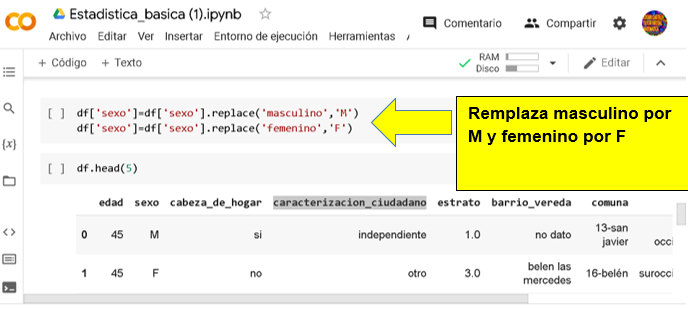 CO Estadistica_basica (1).ipynb
Comentario Compartir
Archivo Editar Ver Insertar Entorno de ejecución Herramientas
+ Código + Texto RAM Disco Editar
[ ] df['sexo']=df['sexo'].replace('masculino','M')
df['sexo']=df['sexo'].replace('femenino','F')
Remplaza masculino por
M y femenino por F
{x}
[ ] df.head(5)
edad sexo cabeza_de_hogar caracterizacion_ciudadano estrato barrio_vereda comuna
0 45 M si independiente 1.0 no dato 13-san javier occi
1 45 F no otro 3.0 belen las mercedes 16-belén surocci